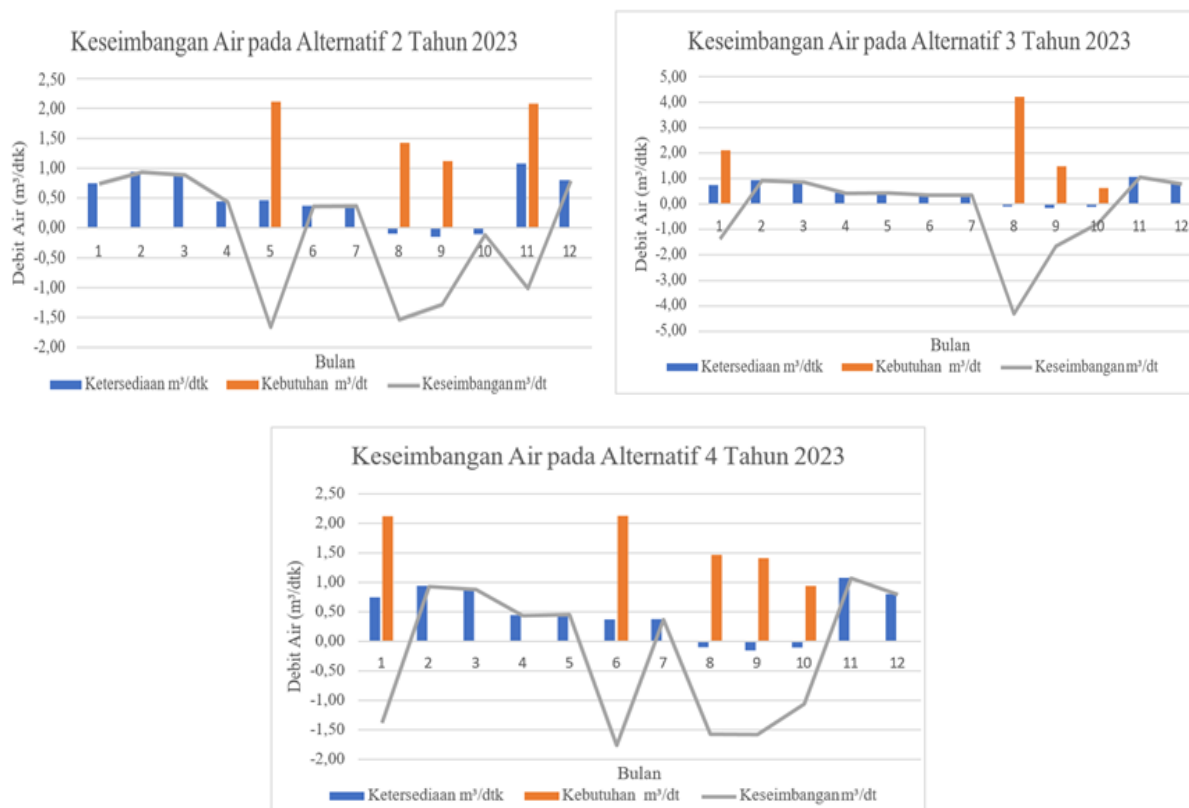 Keseimbangan Air pada Alternatif 2 Tahun 2023
Debit Air (m³/dtk)
2,50
2,00
1,50
1,00
0,50
0,00
-0,50
-1,00
-1,50
-2,00
1 2 3 4 5 6 7 8 9 10 11 12
Bulan
Ketersediaan m³/dtk Kebutuhan m³/dt Keseimbangan m³/dt
Keseimbangan Air pada Alternatif 3 Tahun 2023
Debit Air (m³/dtk)
5,00
4,00
3,00
2,00
1,00
0,00
-1,00
-2,00
-3,00
-4,00
-5,00
1 2 3 4 5 6 7 8 9 10 11 12
Bulan
Ketersediaan m³/dtk Kebutuhan m³/dt Keseimbangan m³/dt
Keseimbangan Air pada Alternatif 4 Tahun 2023
Debit Air (m³/dtk)
2,50
2,00
1,50
1,00
0,50
0,00
-0,50
-1,00
-1,50
-2,00
1 2 3 4 5 6 7 8 9 10 11 12
Bulan
Ketersediaan m³/dtk Kebutuhan m³/dt Keseimbangan m³/dt